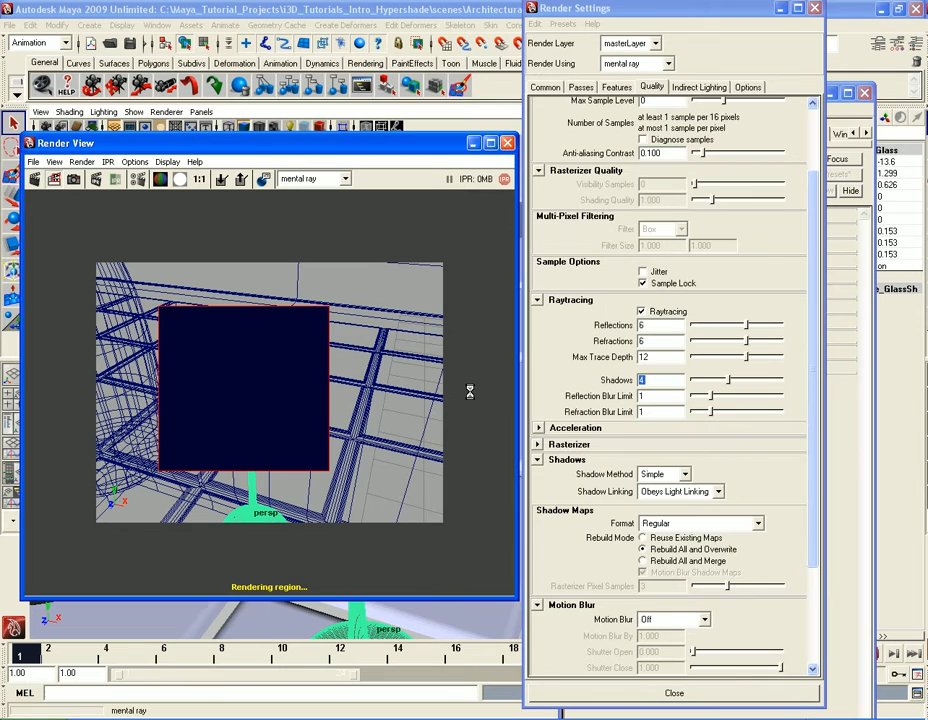 Autodesk Maya 2009 Unlimited: C:\Maya_Tutorial_Projects\i3D_Tutorials_Intro_Hypershade\scenes\Architectura
File Edit Modify Create Display Window Assets Animate Geometry Cache Create Deformers Edit Deformers Skeleton Skin
Animation
General Curves Surfaces Polygons Subdivs Deformation Animation Dynamics Rendering PaintEffects Toon Muscle Fluids
HELP
View Shading Lighting Show Renderer Panels
Render View
File View Render IPR Options Display Help
1:1 mental ray IPR: 0MB
persp
Rendering region...
persp
Render Settings
Edit Presets Help
Render Layer masterLayer
Render Using mental ray
Common Passes Features Quality Indirect Lighting Options
Max Sample Level 0
Number of Samples at least 1 sample per 16 pixels
at most 1 sample per pixel
Diagnose samples
Anti-aliasing Contrast 0.100
Rasterizer Quality
Visibility Samples 0
Shading Quality 1.000
Multi-Pixel Filtering
Filter Box
Filter Size 1.000 1.000
Sample Options
Jitter
Sample Lock
Raytracing
Raytracing
Reflections 6
Refractions 6
Max Trace Depth 12
Shadows 4
Reflection Blur Limit 1
Refraction Blur Limit 1
Acceleration
Rasterizer
Shadows
Shadow Method Simple
Shadow Linking Obeys Light Linking
Shadow Maps
Format Regular
Rebuild Mode Reuse Existing Maps
Rebuild All and Overwrite
Rebuild All and Merge
Motion Blur Shadow Maps
Rasterizer Pixel Samples 3
Motion Blur
Motion Blur Off
Motion Blur By 1.000
Shutter Open 0.000
Shutter Close 1.000
Close
Win
Focus
Presets*
Hide
Glass
-13.6
1.299
0.626
0
0
0
0.153
0.153
0.153
on
e_GlassSh
1 2 4 6 8 10 12 14 16 18
1.00 1.00
MEL
mental ray